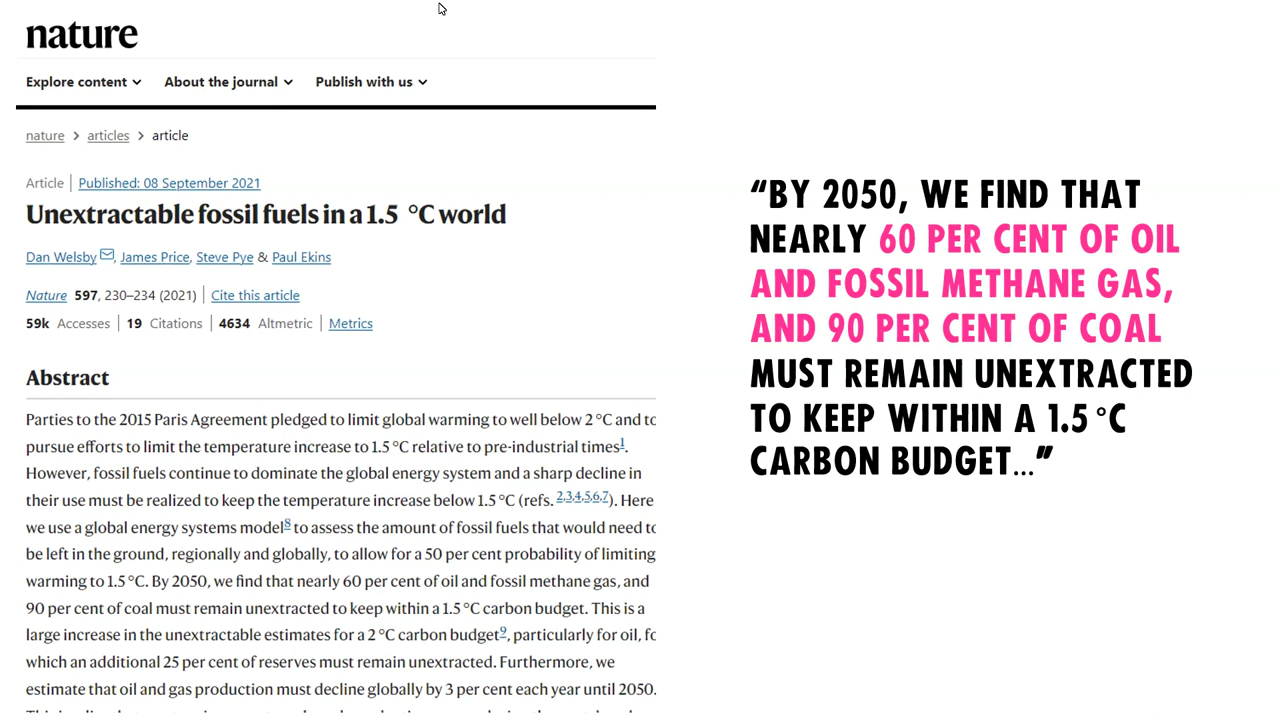 nature
Explore content About the journal Publish with us
nature > articles > article
Article | Published: 08 September 2021
Unextractable fossil fuels in a 1.5 °C world
Dan Welsby, James Price, Steve Pye & Paul Ekins
Nature 597, 230–234 (2021) | Cite this article
59k Accesses | 19 Citations | 4634 Altmetric | Metrics
Abstract
Parties to the 2015 Paris Agreement pledged to limit global warming to well below 2 °C and to
pursue efforts to limit the temperature increase to 1.5 °C relative to pre-industrial times1.
However, fossil fuels continue to dominate the global energy system and a sharp decline in
their use must be realized to keep the temperature increase below 1.5 °C (refs. 2,3,4,5,6,7). Here
we use a global energy systems model8 to assess the amount of fossil fuels that would need to
be left in the ground, regionally and globally, to allow for a 50 per cent probability of limiting
warming to 1.5 °C. By 2050, we find that nearly 60 per cent of oil and fossil methane gas, and
90 per cent of coal must remain unextracted to keep within a 1.5 °C carbon budget. This is a
large increase in the unextractable estimates for a 2 °C carbon budget9, particularly for oil, fo
which an additional 25 per cent of reserves must remain unextracted. Furthermore, we
estimate that oil and gas production must decline globally by 3 per cent each year until 2050.
“BY 2050, WE FIND THAT
NEARLY 60 PER CENT OF OIL
AND FOSSIL METHANE GAS,
AND 90 PER CENT OF COAL
MUST REMAIN UNEXTRACTED
TO KEEP WITHIN A 1.5 °C
CARBON BUDGET...”